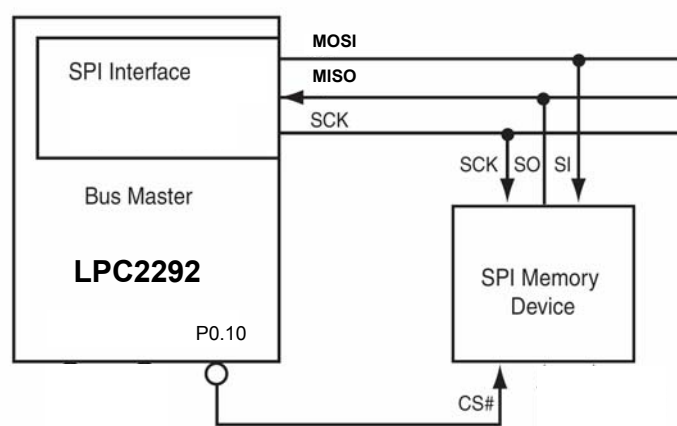 MOSI
SPI Interface
MISO
SCK
SCK SO SI
Bus Master
LPC2292
SPI Memory
Device
P0.10
CS#